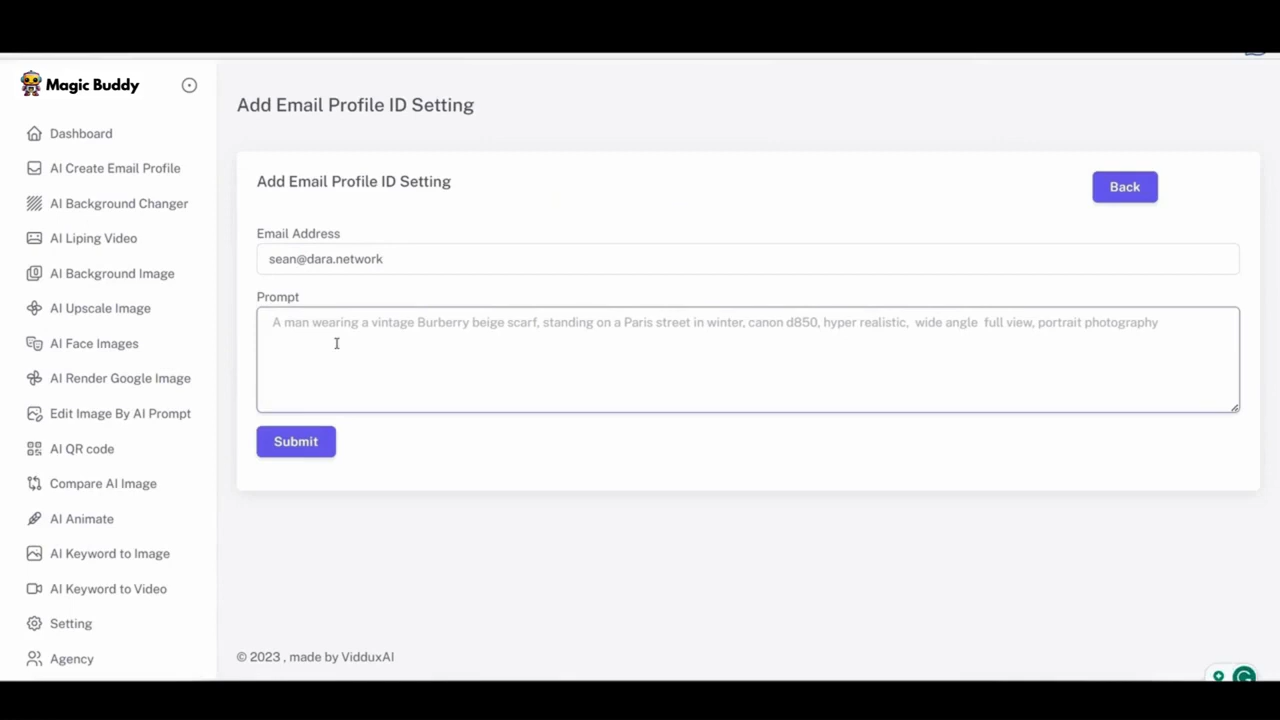 Magic Buddy
Dashboard
AI Create Email Profile
AI Background Changer
AI Liping Video
AI Background Image
AI Upscale Image
AI Face Images
AI Render Google Image
Edit Image By AI Prompt
AI QR code
Compare AI Image
AI Animate
AI Keyword to Image
AI Keyword to Video
Setting
Agency
Add Email Profile ID Setting
Add Email Profile ID Setting
Back
Email Address
sean@dara.network
Prompt
A man wearing a vintage Burberry beige scarf, standing on a Paris street in winter, canon d850, hyper realistic,  wide angle  full view, portrait photography
Submit
© 2023 , made by VidduxAI